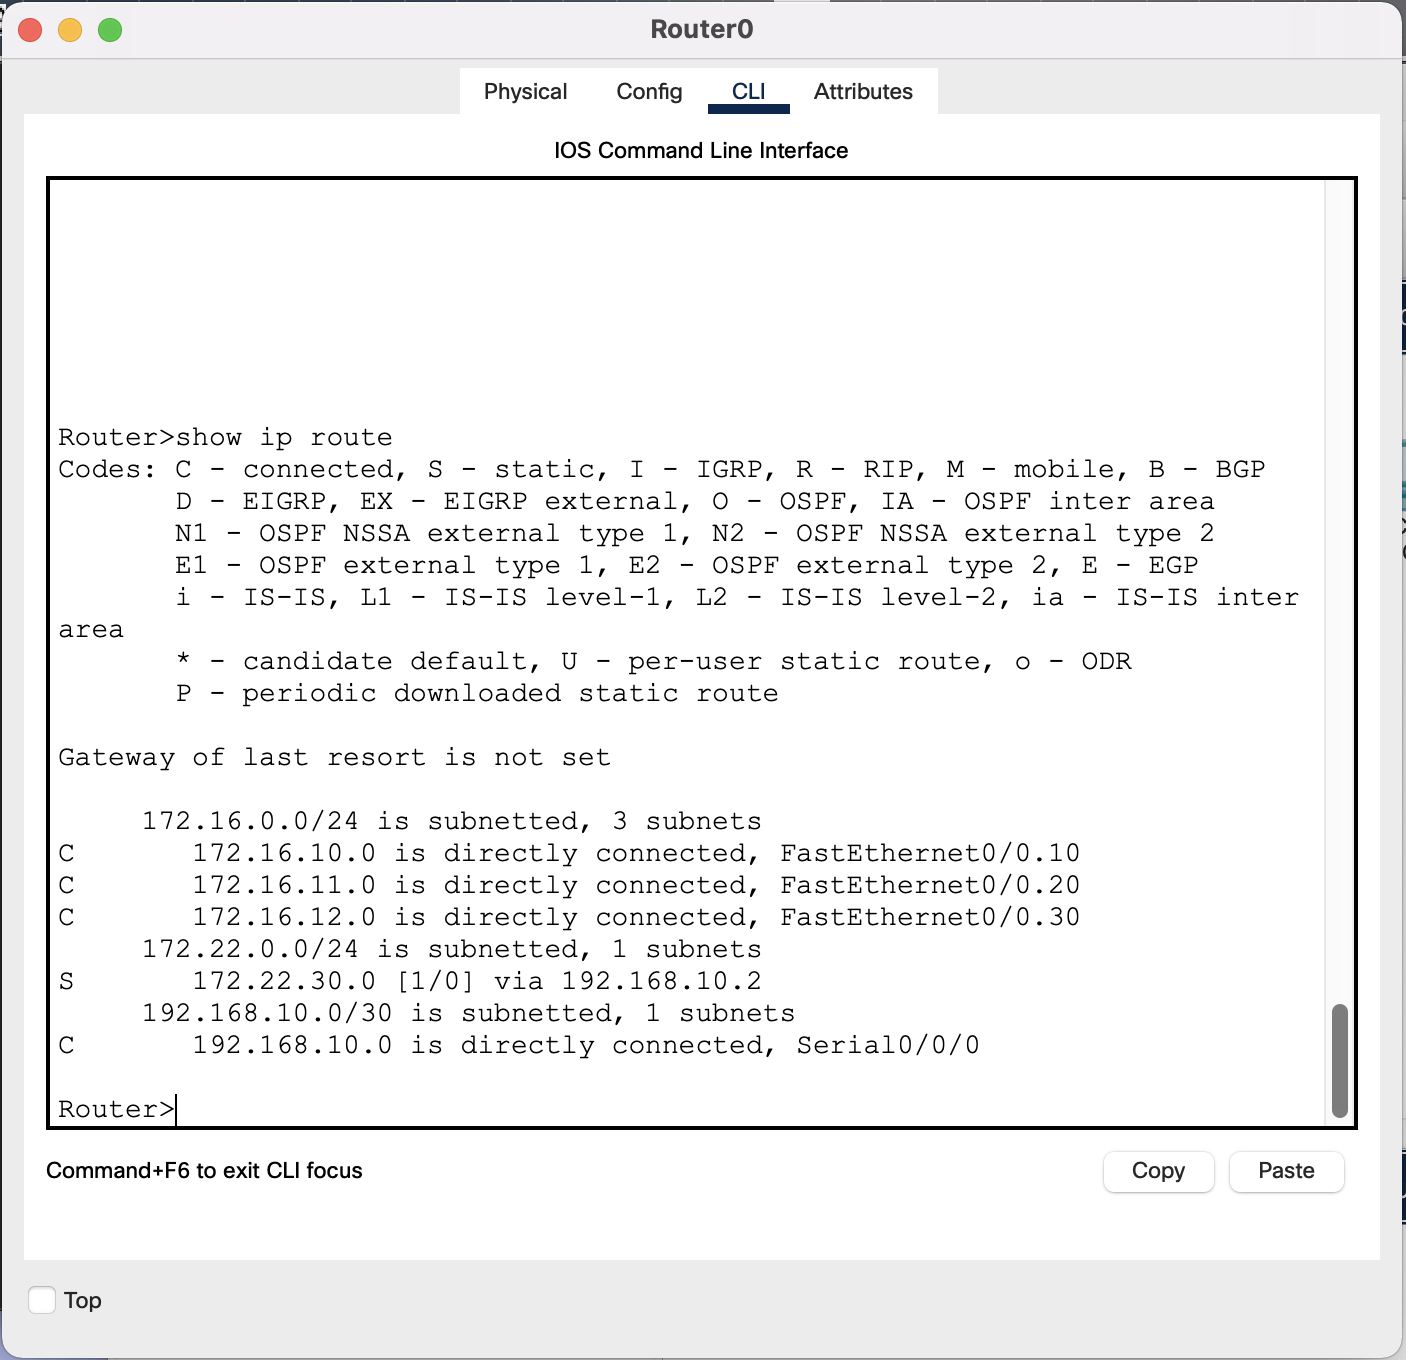 Router0
Physical Config CLI Attributes
IOS Command Line Interface
Router>show ip route
Codes: C - connected, S - static, I - IGRP, R - RIP, M - mobile, B - BGP
D - EIGRP, EX - EIGRP external, O - OSPF, IA - OSPF inter area
N1 - OSPF NSSA external type 1, N2 - OSPF NSSA external type 2
E1 - OSPF external type 1, E2 - OSPF external type 2, E - EGP
i - IS-IS, L1 - IS-IS level-1, L2 - IS-IS level-2, ia - IS-IS inter
area
* - candidate default, U - per-user static route, o - ODR
P - periodic downloaded static route
Gateway of last resort is not set
172.16.0.0/24 is subnetted, 3 subnets
C 172.16.10.0 is directly connected, FastEthernet0/0.10
C 172.16.11.0 is directly connected, FastEthernet0/0.20
C 172.16.12.0 is directly connected, FastEthernet0/0.30
172.22.0.0/24 is subnetted, 1 subnets
S 172.22.30.0 [1/0] via 192.168.10.2
192.168.10.0/30 is subnetted, 1 subnets
C 192.168.10.0 is directly connected, Serial0/0/0
Router>
Command+F6 to exit CLI focus
Copy Paste
Top